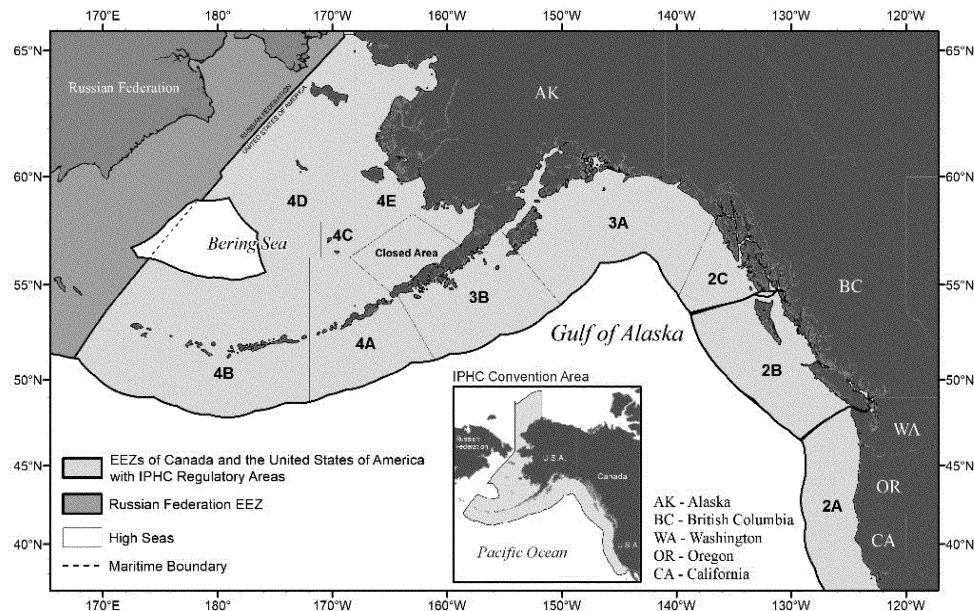 170°E
180°
170°W
160°W
150°W
140°W
130°W
120°W
65°N
65°N
Russian Federation
RUSSIAN FEDERATION
UNITED STATES OF AMERICA
AK
60°N
60°N
4D
4E
3A
4C
Bering Sea
Closed Area
2C
55°N
55°N
3B
BC
Gulf of Alaska
4A
4B
2B
50°N
50°N
IPHC Convention Area
WA
Russian
Federation
U.S.A.
Canada
U.S.A.
Pacific Ocean
EEZs of Canada and the United States of America
with IPHC Regulatory Areas
Russian Federation EEZ
High Seas
Maritime Boundary
45°N
45°N
OR
2A
AK - Alaska
BC - British Columbia
WA - Washington
OR - Oregon
CA - California
CA
40°N
40°N
170°E
180°
170°W
160°W
150°W
140°W
130°W
120°W